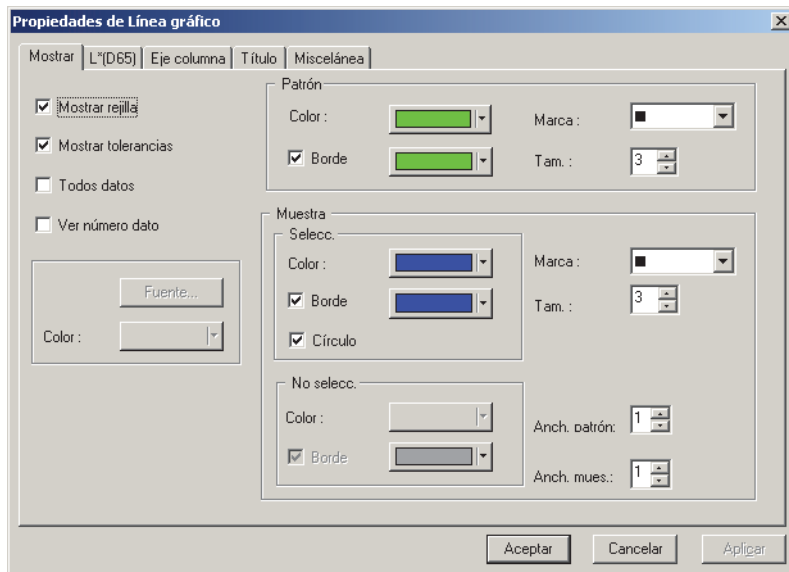 Propiedades de Línea gráfico
Mostrar L*(D65) Eje columna Título Miscelánea
Mostrar rejilla
Mostrar tolerancias
Todos datos
Ver número dato
Fuente...
Color :
Patrón
Color :
Marca :
Borde
Tam. :
3
Muestra
Selecc.
Color :
Marca :
Borde
Tam. :
3
Círculo
No selecc.
Color :
Anch. patrón:
1
Borde
Anch. mues.:
1
Aceptar Cancelar Aplicar